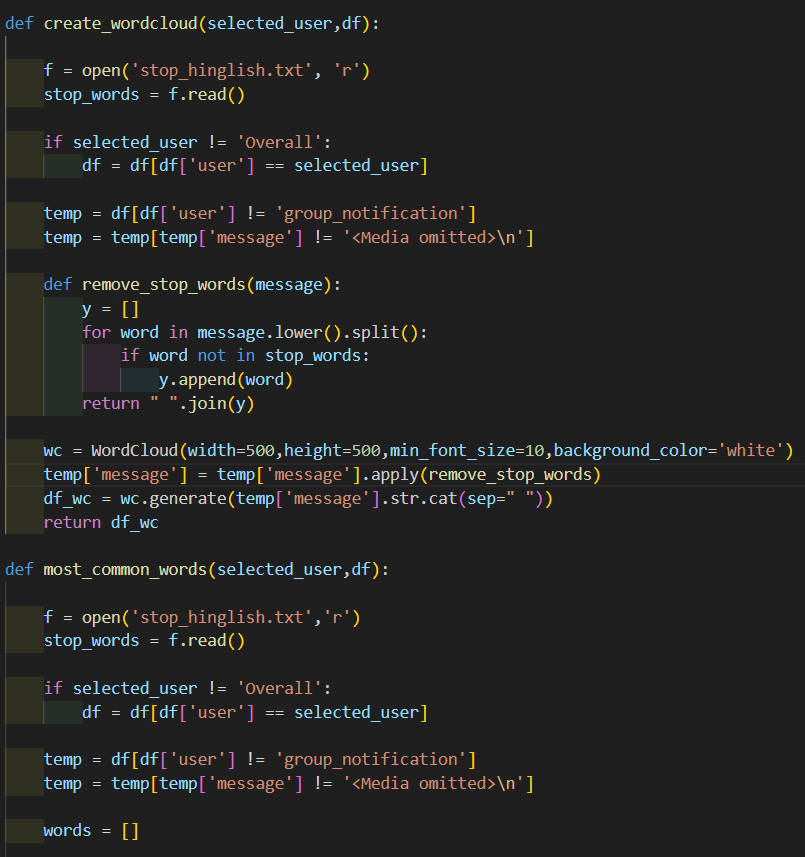 def create_wordcloud(selected_user,df):
f = open('stop_hinglish.txt', 'r')
stop_words = f.read()
if selected_user != 'Overall':
df = df[df['user'] == selected_user]
temp = df[df['user'] != 'group_notification']
temp = temp[temp['message'] != '<Media omitted>\n']
def remove_stop_words(message):
y = []
for word in message.lower().split():
if word not in stop_words:
y.append(word)
return " ".join(y)
wc = WordCloud(width=500,height=500,min_font_size=10,background_color='white')
temp['message'] = temp['message'].apply(remove_stop_words)
df_wc = wc.generate(temp['message'].str.cat(sep=" "))
return df_wc
def most_common_words(selected_user,df):
f = open('stop_hinglish.txt','r')
stop_words = f.read()
if selected_user != 'Overall':
df = df[df['user'] == selected_user]
temp = df[df['user'] != 'group_notification']
temp = temp[temp['message'] != '<Media omitted>\n']
words = []